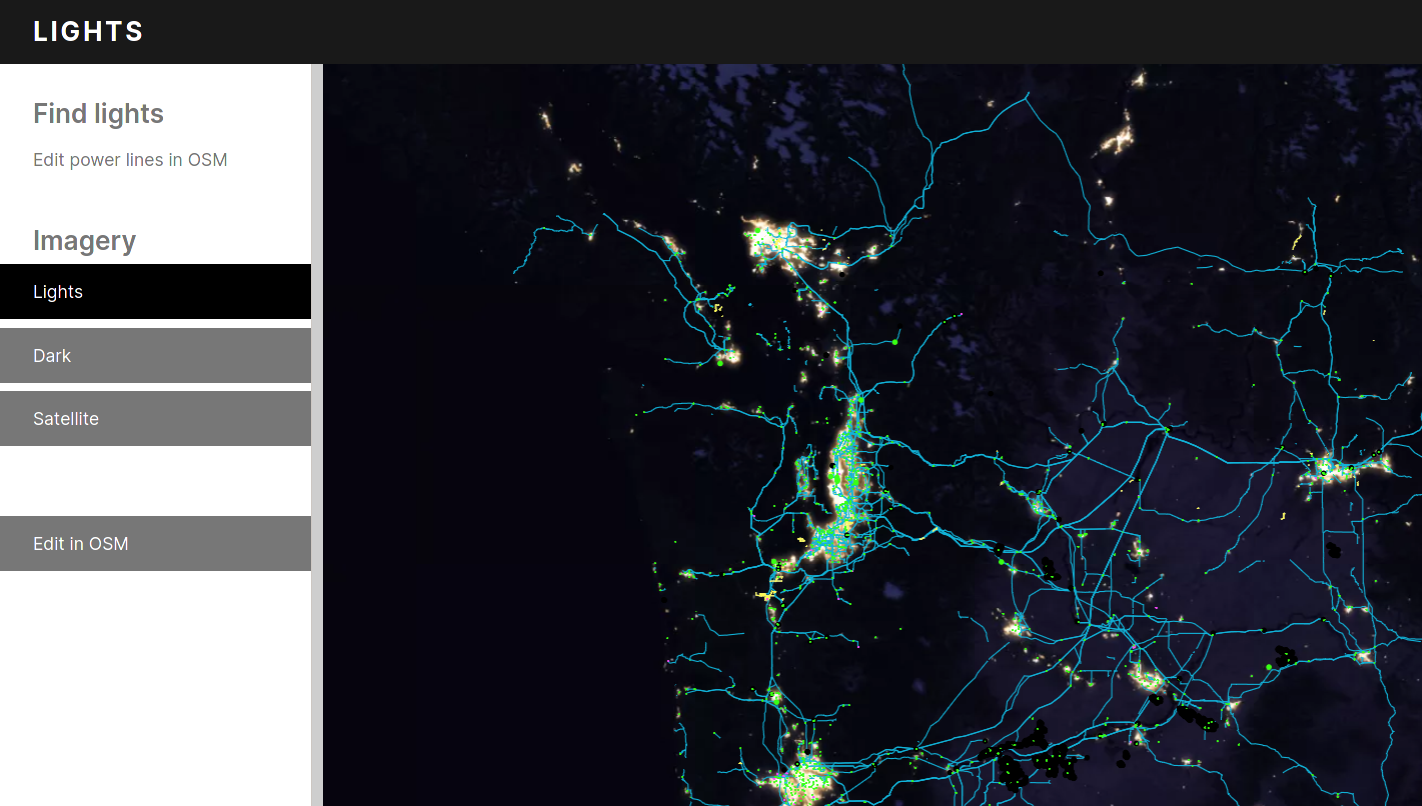 LIGHTS
Find lights
Edit power lines in OSM
Imagery
Lights
Dark
Satellite
Edit in OSM